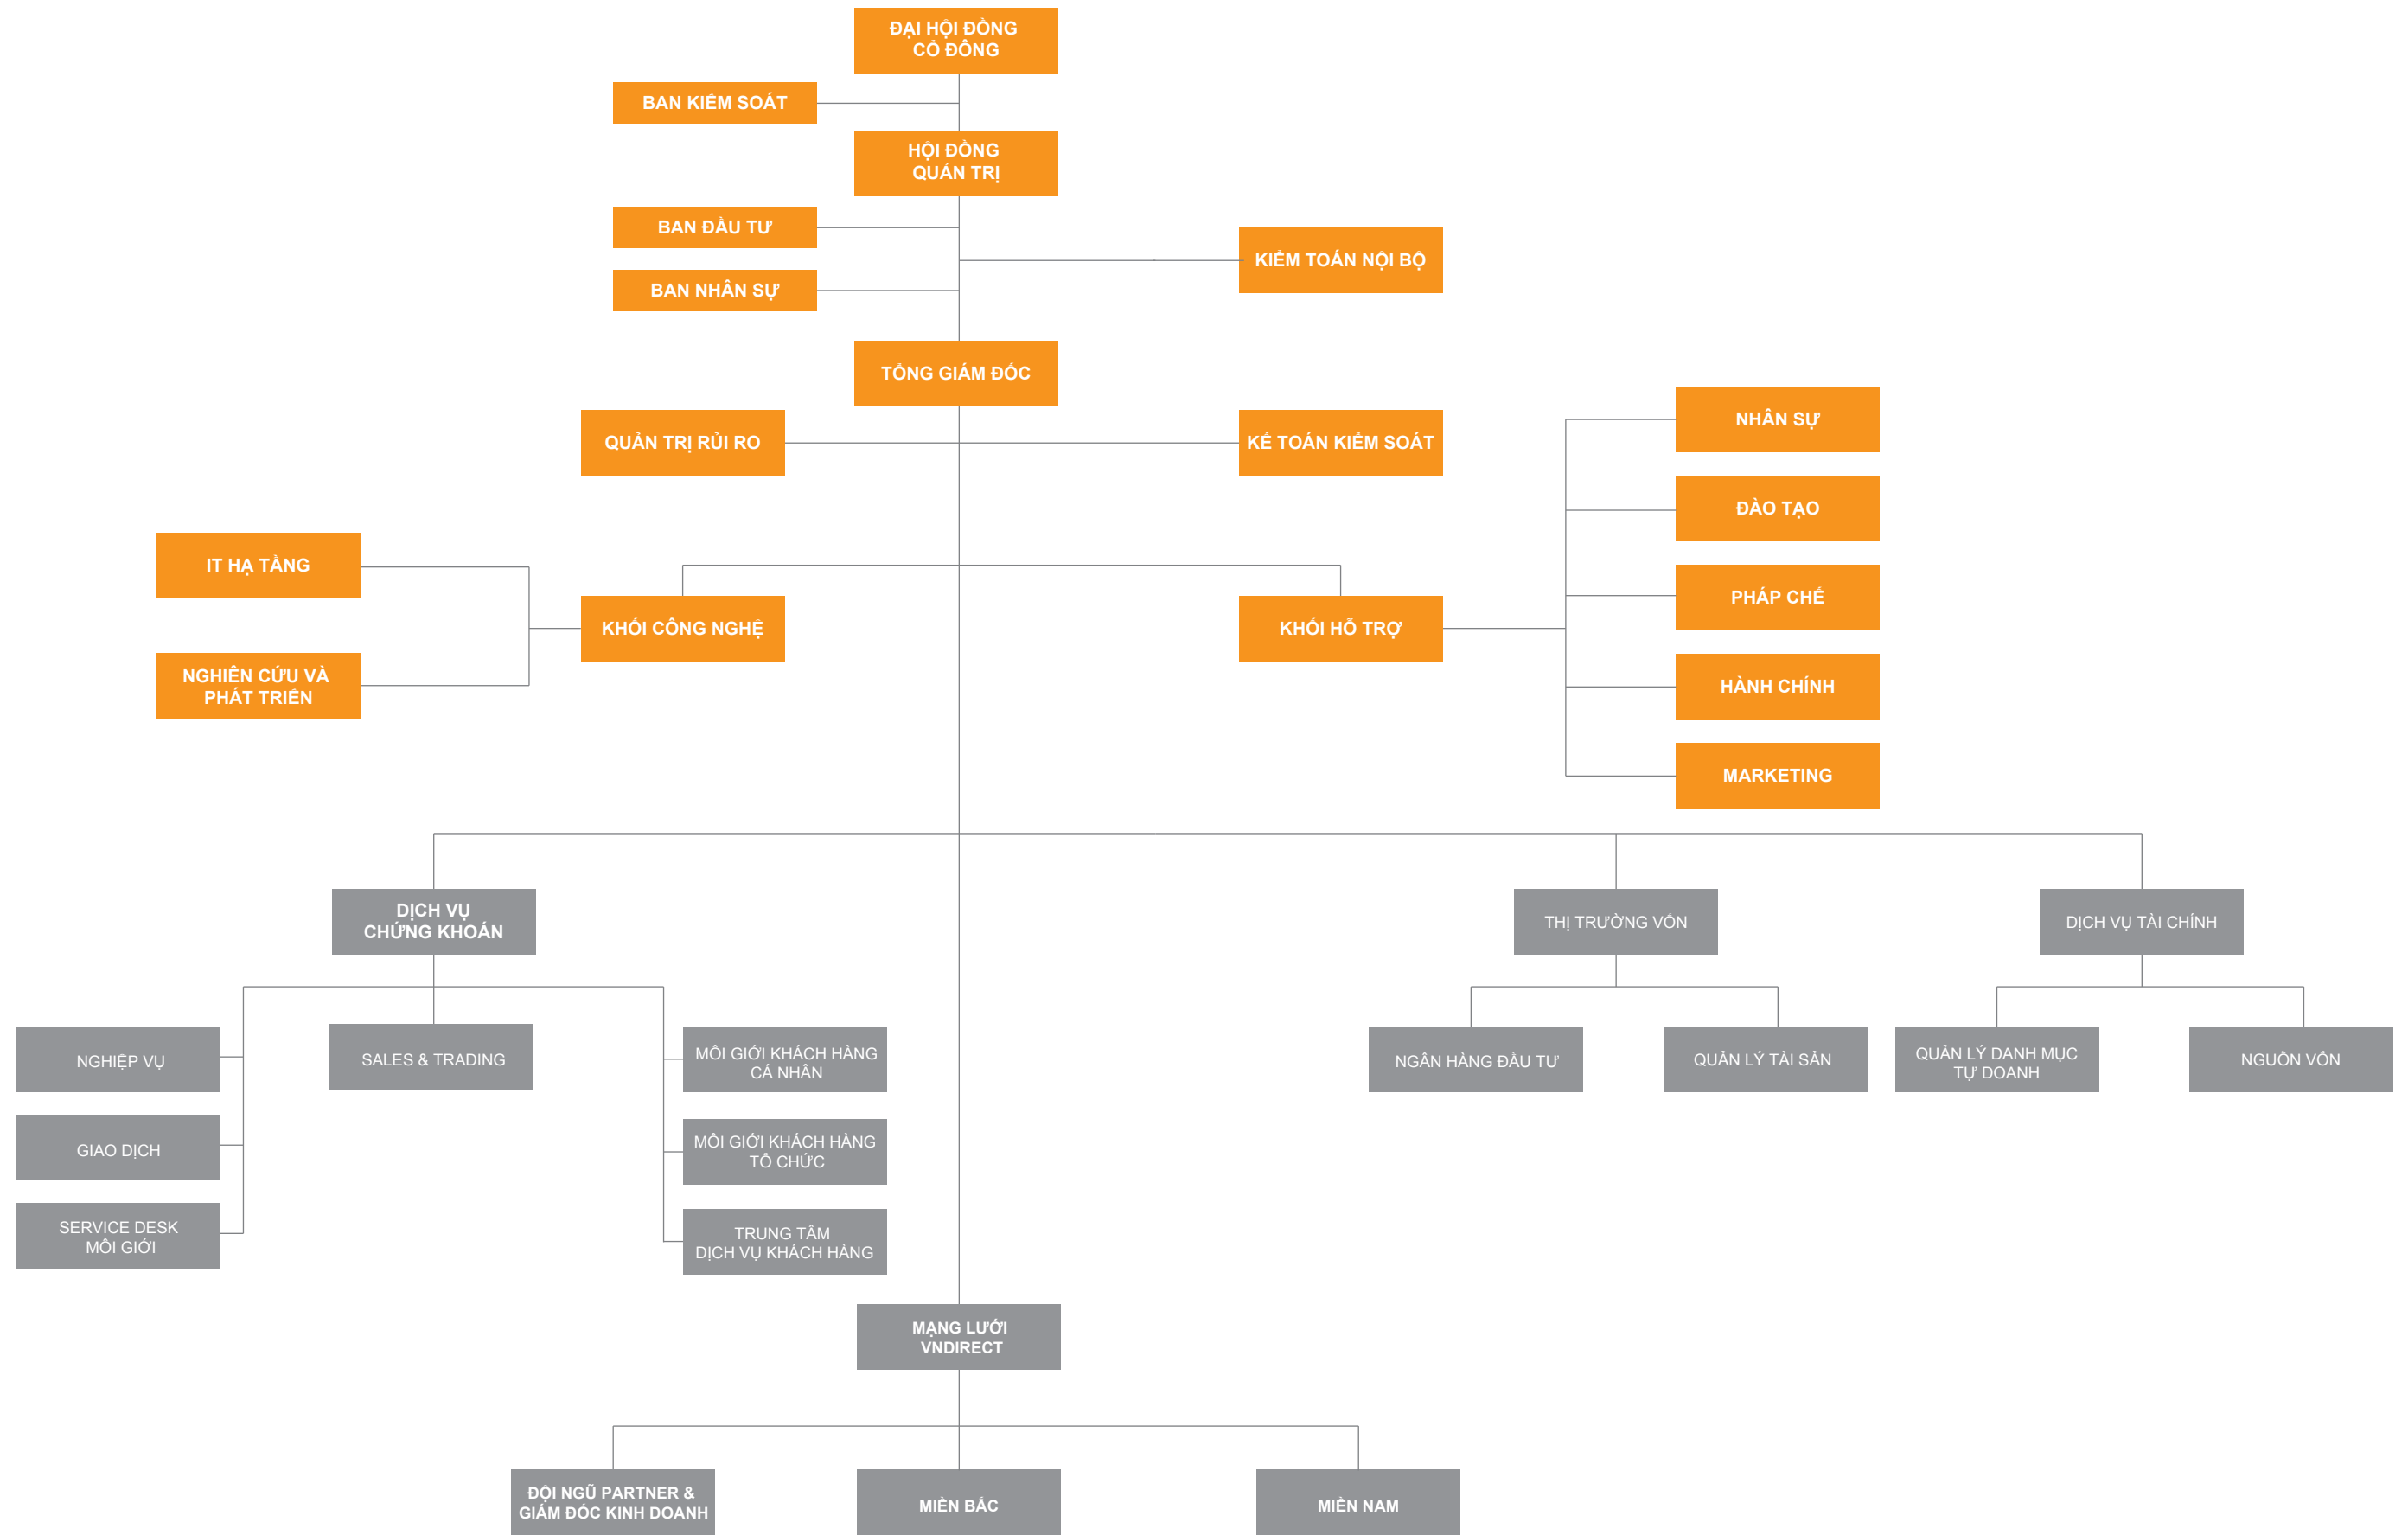 ĐẠI HỘI ĐỒNG
CỔ ĐÔNG
BAN KIỂM SOÁT
HỘI ĐỒNG
QUẢN TRỊ
BAN ĐẦU TƯ
KIỂM TOÁN NỘI BỘ
BAN NHÂN SỰ
TỔNG GIÁM ĐỐC
QUẢN TRỊ RỦI RO
KẾ TOÁN KIỂM SOÁT
NHÂN SỰ
ĐÀO TẠO
PHÁP CHẾ
HÀNH CHÍNH
MARKETING
IT HẠ TẦNG
KHỐI CÔNG NGHỆ
KHỐI HỖ TRỢ
NGHIÊN CỨU VÀ
PHÁT TRIỂN
DỊCH VỤ
CHỨNG KHOÁN
THỊ TRƯỜNG VỐN
DỊCH VỤ TÀI CHÍNH
NGHIỆP VỤ
SALES & TRADING
MÔI GIỚI KHÁCH HÀNG
CÁ NHÂN
NGÂN HÀNG ĐẦU TƯ
QUẢN LÝ TÀI SẢN
QUẢN LÝ DANH MỤC
TỰ DOANH
NGUỒN VỐN
GIAO DỊCH
MÔI GIỚI KHÁCH HÀNG
TỔ CHỨC
SERVICE DESK
MÔI GIỚI
TRUNG TÂM
DỊCH VỤ KHÁCH HÀNG
MẠNG LƯỚI
VNDIRECT
ĐỘI NGŨ PARTNER &
GIÁM ĐỐC KINH DOANH
MIỀN BẮC
MIỀN NAM